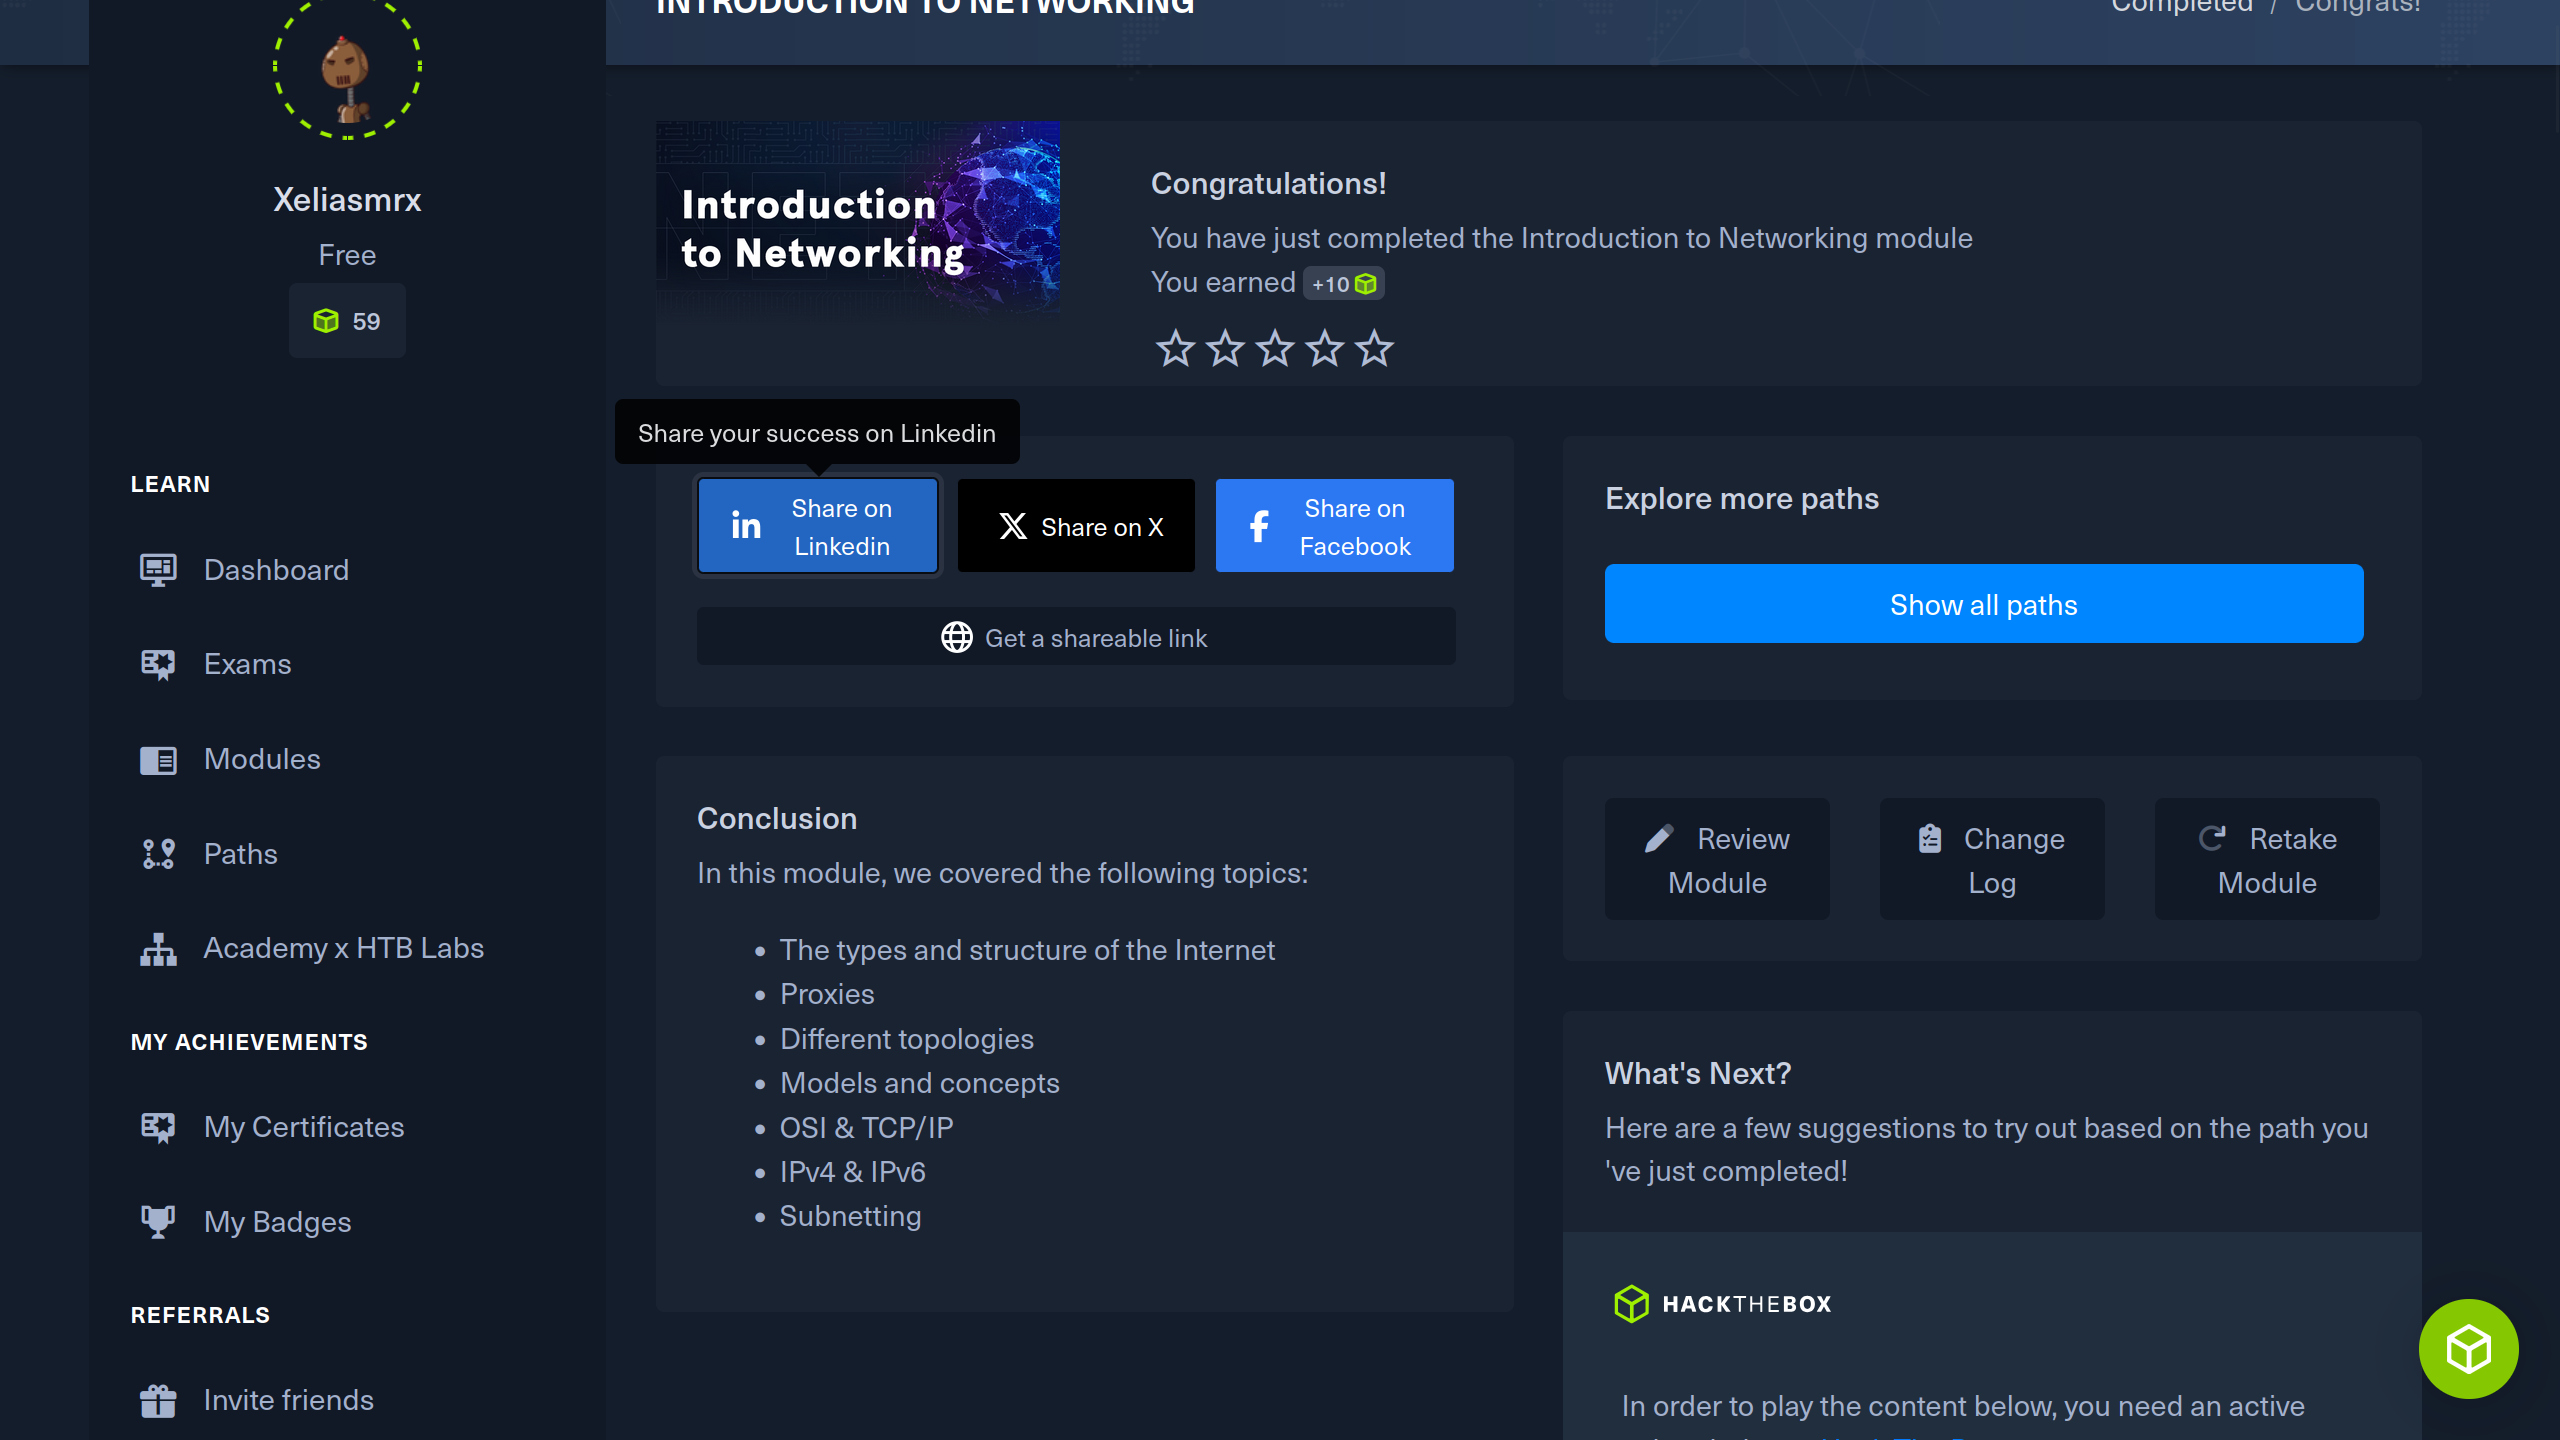 INTRODUCTION TO NETWORKING
Completed / Congrats!
Xeliasmrx
Free
59
LEARN
Dashboard
Exams
Modules
Paths
Academy x HTB Labs
MY ACHIEVEMENTS
My Certificates
My Badges
REFERRALS
Invite friends
Introduction
to Networking
Congratulations!
You have just completed the Introduction to Networking module
You earned +10
Share your success on Linkedin
Share on
Linkedin
Share on X
Share on
Facebook
Get a shareable link
Explore more paths
Show all paths
Conclusion
In this module, we covered the following topics:
• The types and structure of the Internet
• Proxies
• Different topologies
• Models and concepts
• OSI & TCP/IP
• IPv4 & IPv6
• Subnetting
Review
Module
Change
Log
Retake
Module
What's Next?
Here are a few suggestions to try out based on the path you
've just completed!
HACKTHEBOX
In order to play the content below, you need an active